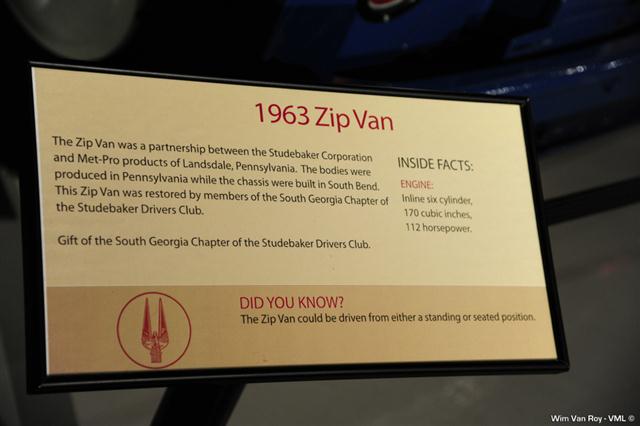 1963 Zip Van
The Zip Van was a partnership between the Studebaker Corporation
and Met-Pro products of Landsdale, Pennsylvania. The bodies were
produced in Pennsylvania while the chassis were built in South Bend.
This Zip Van was restored by members of the South Georgia Chapter of
the Studebaker Drivers Club.
Gift of the South Georgia Chapter of the Studebaker Drivers Club.
INSIDE FACTS:
ENGINE:
Inline six cylinder,
170 cubic inches,
112 horsepower.
DID YOU KNOW?
The Zip Van could be driven from either a standing or seated position.
Wim Van Roy - VML ©